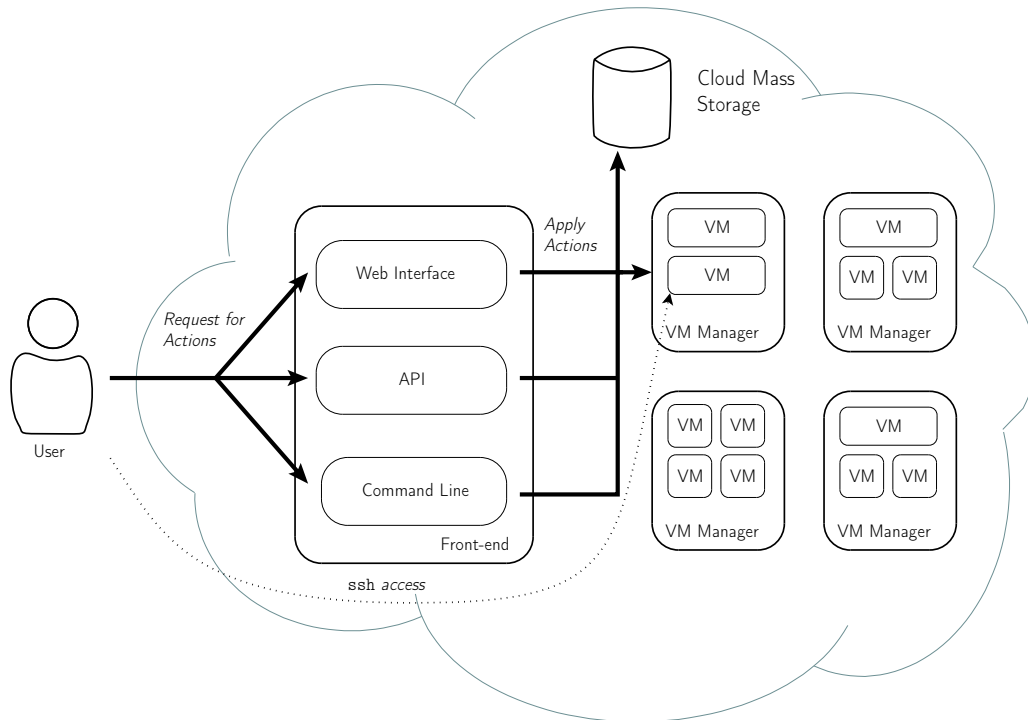 Cloud Mass
Storage
Apply
Actions
Request for
Actions
Web Interface
API
Command Line
Front-end
User
ssh access
VM
VM
VM Manager
VM
VM VM
VM Manager
VM VM
VM VM
VM Manager
VM
VM VM
VM Manager